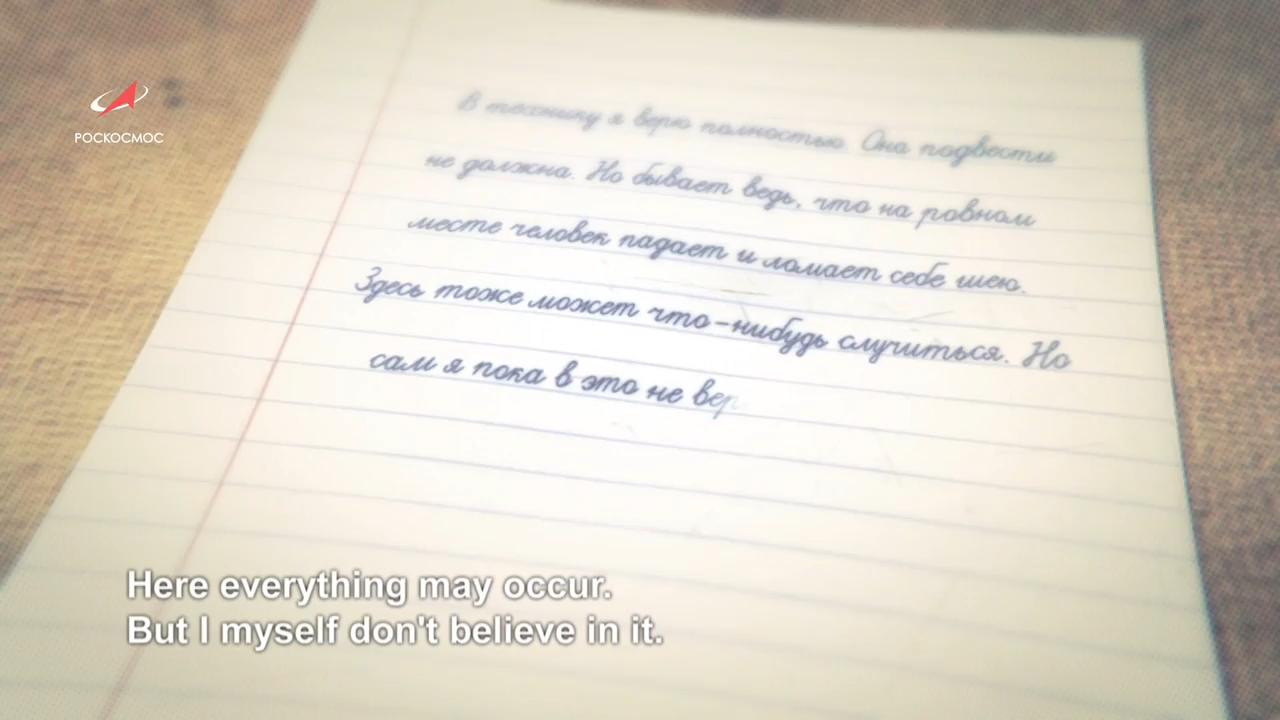 РОСКОСМОС
В технику я верю полностью. Она подвести
не должна. Но бывает ведь, что на ровном
месте человек падает и ломает себе шею.
Здесь тоже может что-нибудь случиться. Но
сам я пока в это не вер
Here everything may occur.
But I myself don't believe in it.